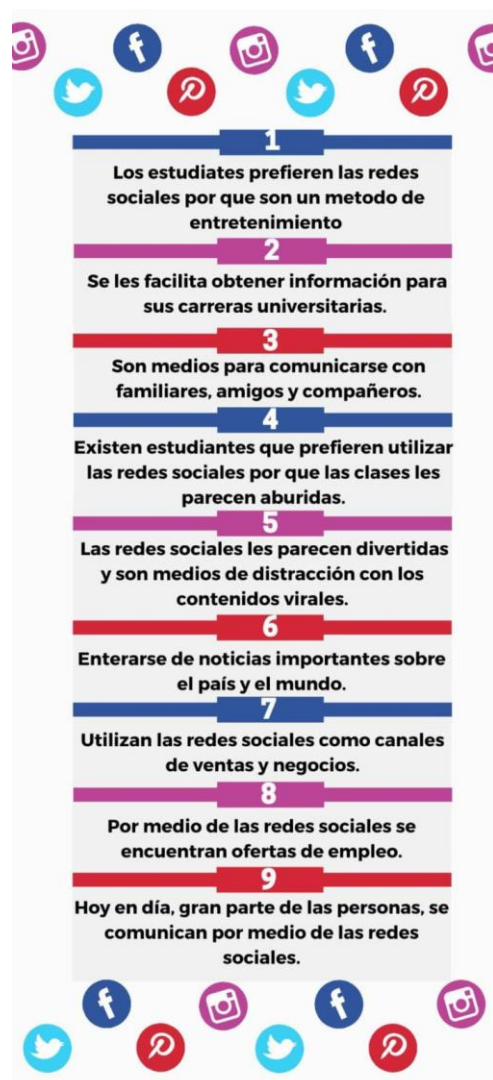 1
Los estudiates prefieren las redes
sociales por que son un metodo de
entretenimiento
2
Se les facilita obtener información para
sus carreras universitarias.
3
Son medios para comunicarse con
familiares, amigos y compañeros.
4
Existen estudiantes que prefieren utilizar
las redes sociales por que las clases les
parecen aburidas.
5
Las redes sociales les parecen divertidas
y son medios de distracción con los
contenidos virales.
6
Enterarse de noticias importantes sobre
el país y el mundo.
7
Utilizan las redes sociales como canales
de ventas y negocios.
8
Por medio de las redes sociales se
encuentran ofertas de empleo.
9
Hoy en día, gran parte de las personas, se
comunican por medio de las redes
sociales.